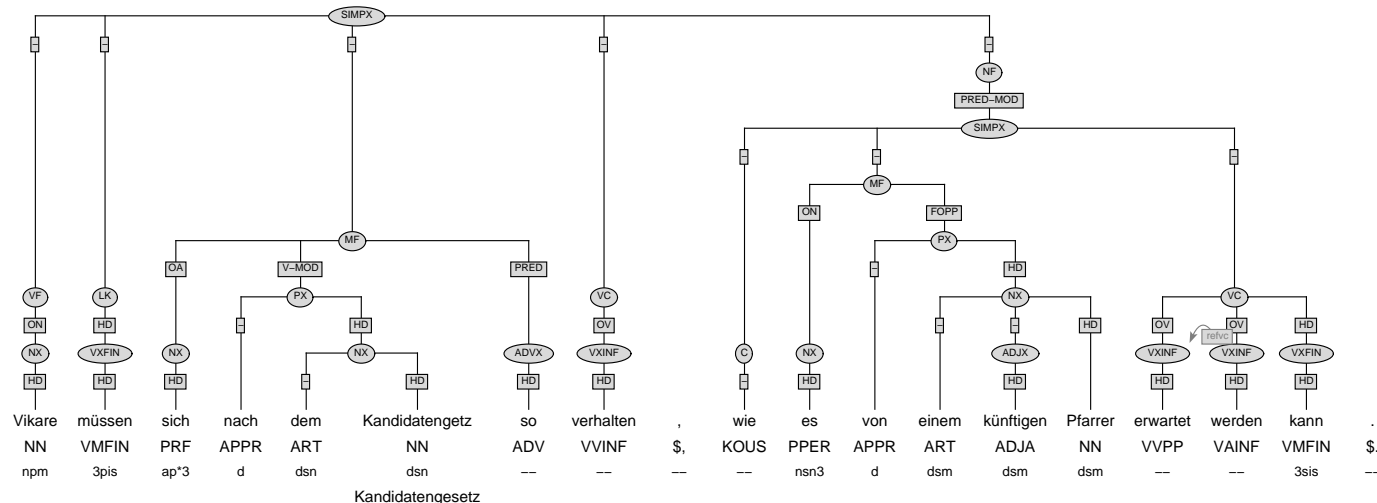 SIMPX
– – – – –
NF
PRED–MOD
SIMPX
– – –
MF
ON FOPP
MF PX
OA V–MOD PRED – HD
VF LK PX VC NX VC
ON HD – HD OV – – HD OV refvc OV HD
NX VXFIN NX NX ADVX VXINF C NX ADJX VXINF VXINF VXFIN
HD HD HD – HD HD HD – HD HD HD HD HD
Vikare müssen sich nach dem Kandidatengetz so verhalten , wie es von einem künftigen Pfarrer erwartet werden kann .
NN VMFIN PRF APPR ART NN ADV VVINF $, KOUS PPER APPR ART ADJA NN VVPP VAINF VMFIN $.
npm 3pis ap*3 d dsn dsn –– –– –– –– nsn3 d dsm dsm dsm –– –– 3sis ––
Kandidatengesetz